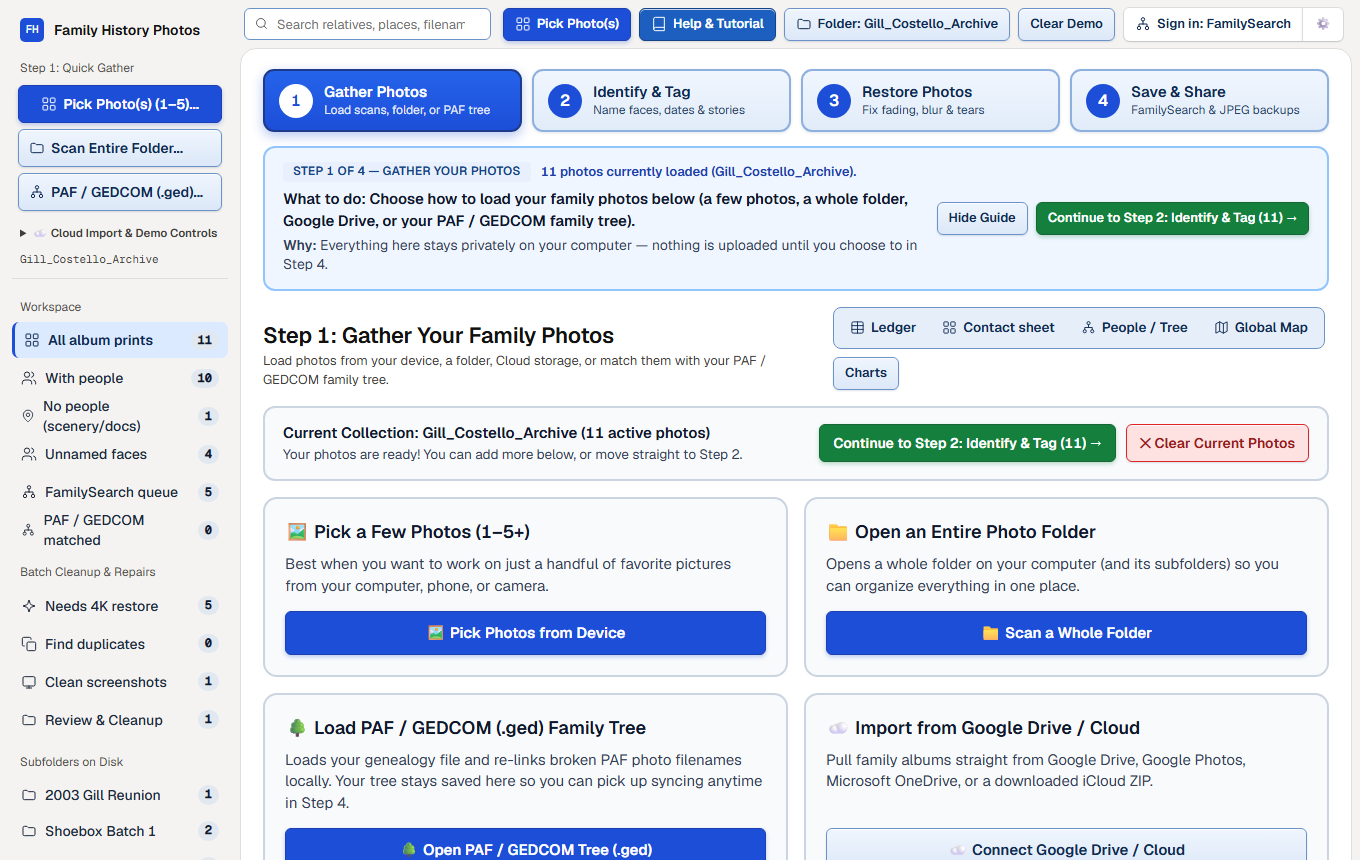 FH
Family History Photos
Search relatives, places, filenam
Pick Photo(s)
Help & Tutorial
Folder: Gill_Costello_Archive
Clear Demo
Sign in: FamilySearch
Step 1: Quick Gather
Pick Photo(s) (1–5)...
Scan Entire Folder...
PAF / GEDCOM (.ged)...
Cloud Import & Demo Controls
Gill_Costello_Archive
Workspace
All album prints 11
With people 10
No people
(scenery/docs) 1
Unnamed faces 4
FamilySearch queue 5
PAF / GEDCOM
matched 0
Batch Cleanup & Repairs
Needs 4K restore 5
Find duplicates 0
Clean screenshots 1
Review & Cleanup 1
Subfolders on Disk
2003 Gill Reunion 1
Shoebox Batch 1 2
1 Gather Photos
Load scans, folder, or PAF tree
2 Identify & Tag
Name faces, dates & stories
3 Restore Photos
Fix fading, blur & tears
4 Save & Share
FamilySearch & JPEG backups
STEP 1 OF 4 — GATHER YOUR PHOTOS 11 photos currently loaded (Gill_Costello_Archive).
What to do: Choose how to load your family photos below (a few photos, a whole folder,
Google Drive, or your PAF / GEDCOM family tree).
Why: Everything here stays privately on your computer — nothing is uploaded until you choose to in
Step 4.
Hide Guide
Continue to Step 2: Identify & Tag (11) →
Step 1: Gather Your Family Photos
Load photos from your device, a folder, Cloud storage, or match them with your PAF /
GEDCOM family tree.
Ledger
Contact sheet
People / Tree
Global Map
Charts
Current Collection: Gill_Costello_Archive (11 active photos)
Your photos are ready! You can add more below, or move straight to Step 2.
Continue to Step 2: Identify & Tag (11) →
Clear Current Photos
Pick a Few Photos (1–5+)
Best when you want to work on just a handful of favorite pictures
from your computer, phone, or camera.
Pick Photos from Device
Open an Entire Photo Folder
Opens a whole folder on your computer (and its subfolders) so you
can organize everything in one place.
Scan a Whole Folder
Load PAF / GEDCOM (.ged) Family Tree
Loads your genealogy file and re-links broken PAF photo filenames
locally. Your tree stays saved here so you can pick up syncing anytime
in Step 4.
Open PAF / GEDCOM Tree (.ged)
Import from Google Drive / Cloud
Pull family albums straight from Google Drive, Google Photos,
Microsoft OneDrive, or a downloaded iCloud ZIP.
Connect Google Drive / Cloud